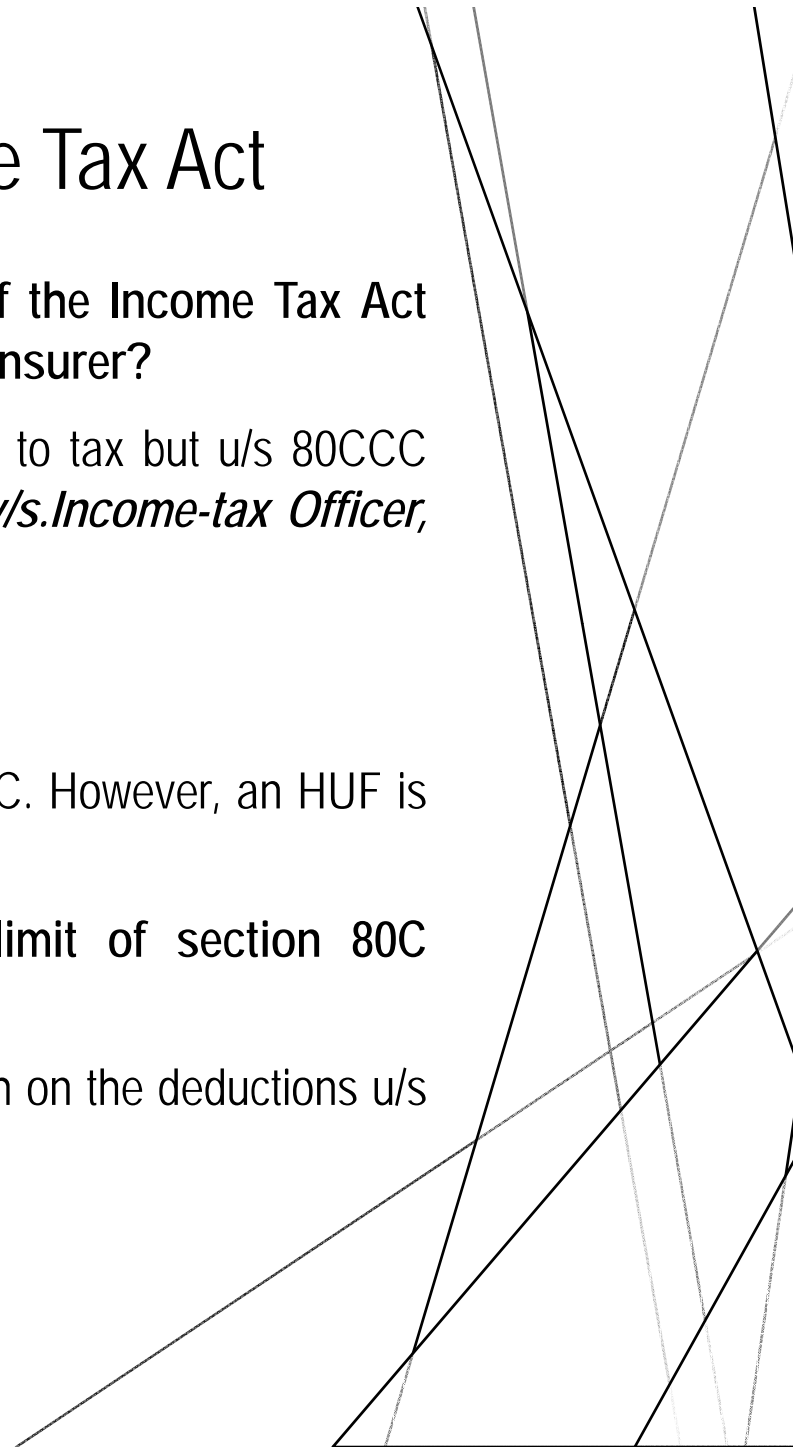 e Tax Act
f the Income Tax Act
nsurer?
to tax but u/s 80CCC
v/s.Income-tax Officer,
C. However, an HUF is
limit of section 80C
n on the deductions u/s